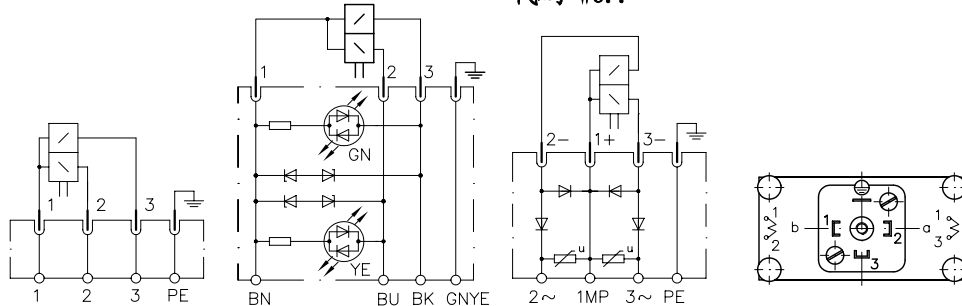 1 2 3
1 2 3 PE
1 2 3
GN
YE
BN BU BK GNYE
2- 1+ 3-
u u
2~ 1MP 3~ PE
1 b 1 a 1
2 2 3
3